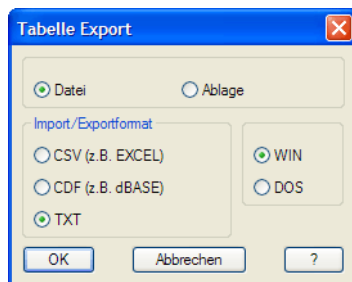 Tabelle Export
Datei Ablage
Import/Exportformat
CSV (z.B. EXCEL)
CDF (z.B. dBASE)
TXT
WIN
DOS
OK Abbrechen ?